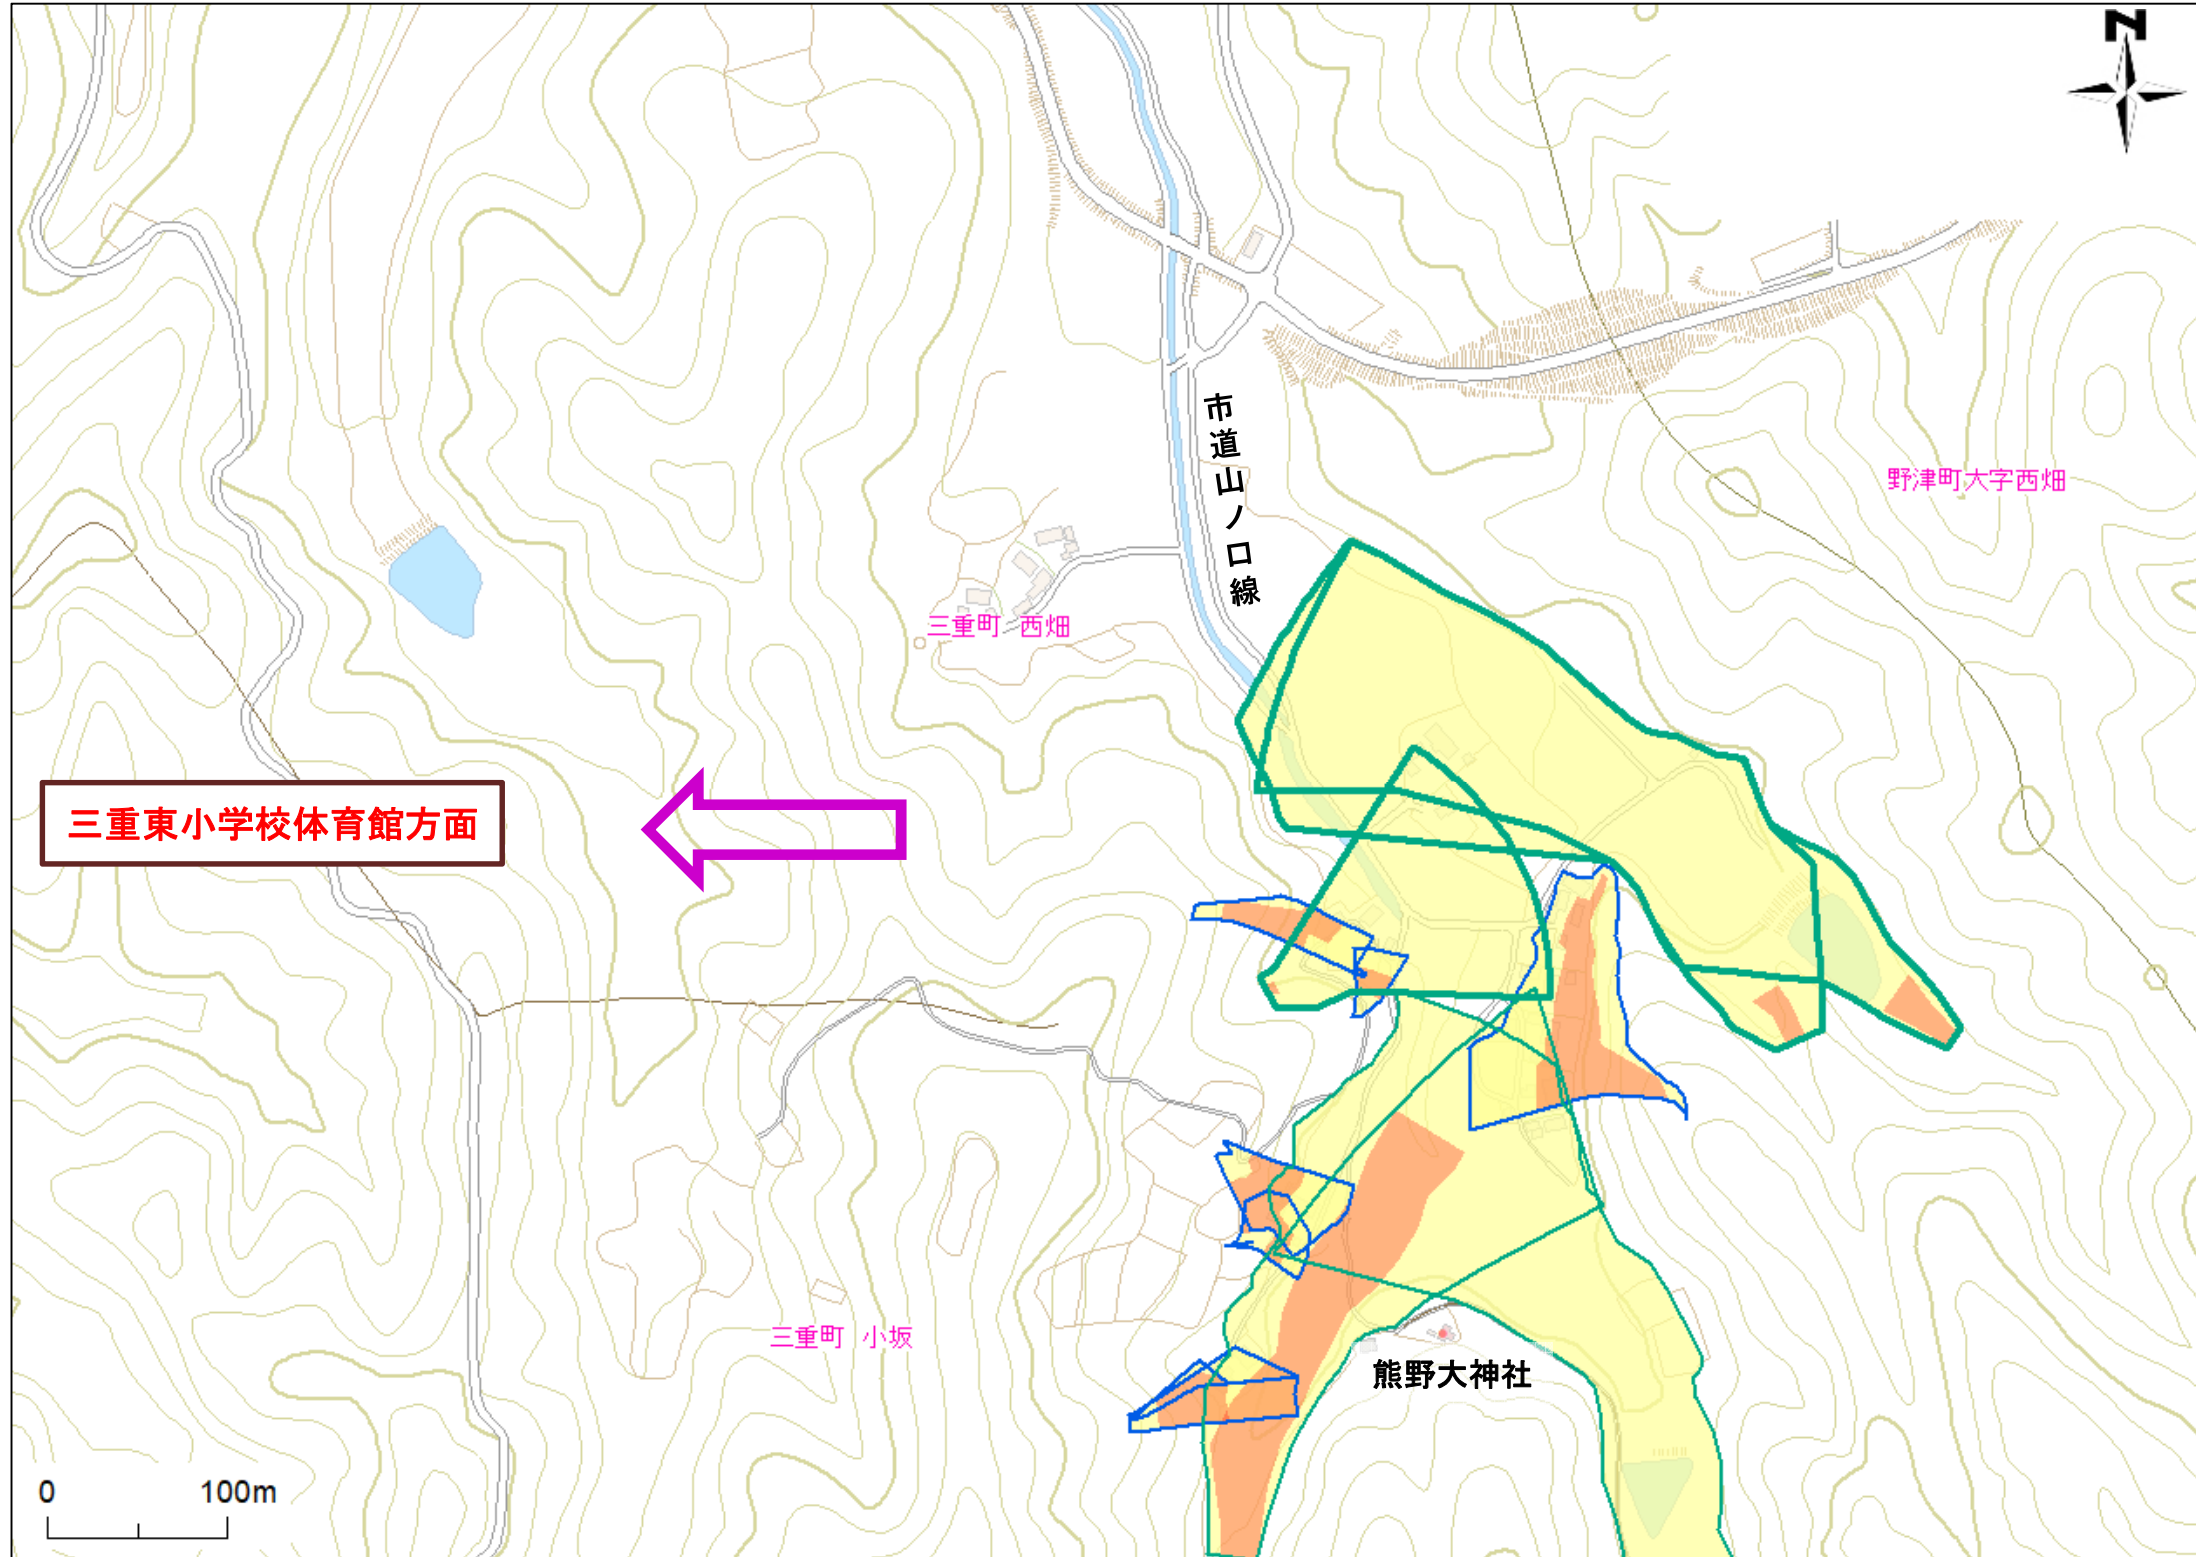 N
市道山ノ口線
野津町大字西畑
三重町 西畑
三重東小学校体育館方面
三重町 小坂
熊野大神社
0 100m